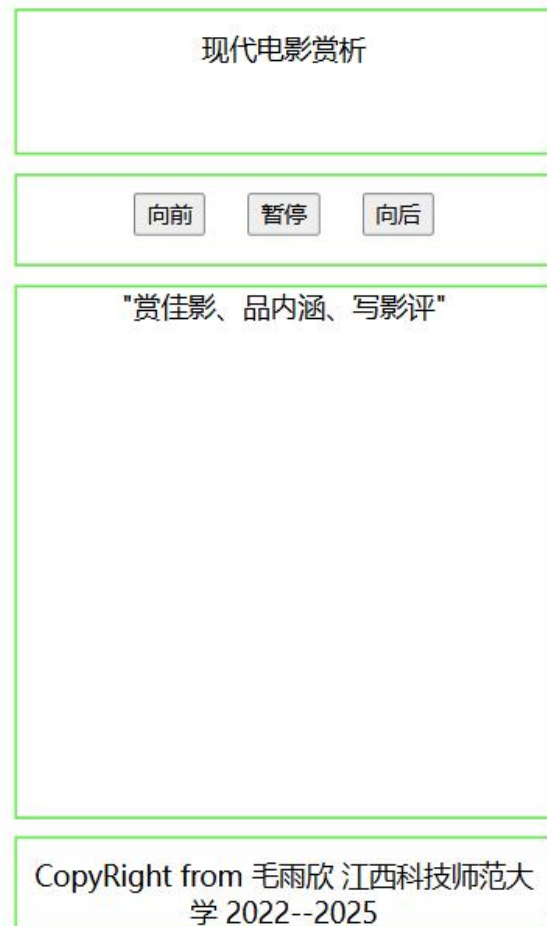 现代电影赏析
向前 暂停 向后
"赏佳影、品内涵、写影评"
CopyRight from 毛雨欣 江西科技师范大
学 2022--2025